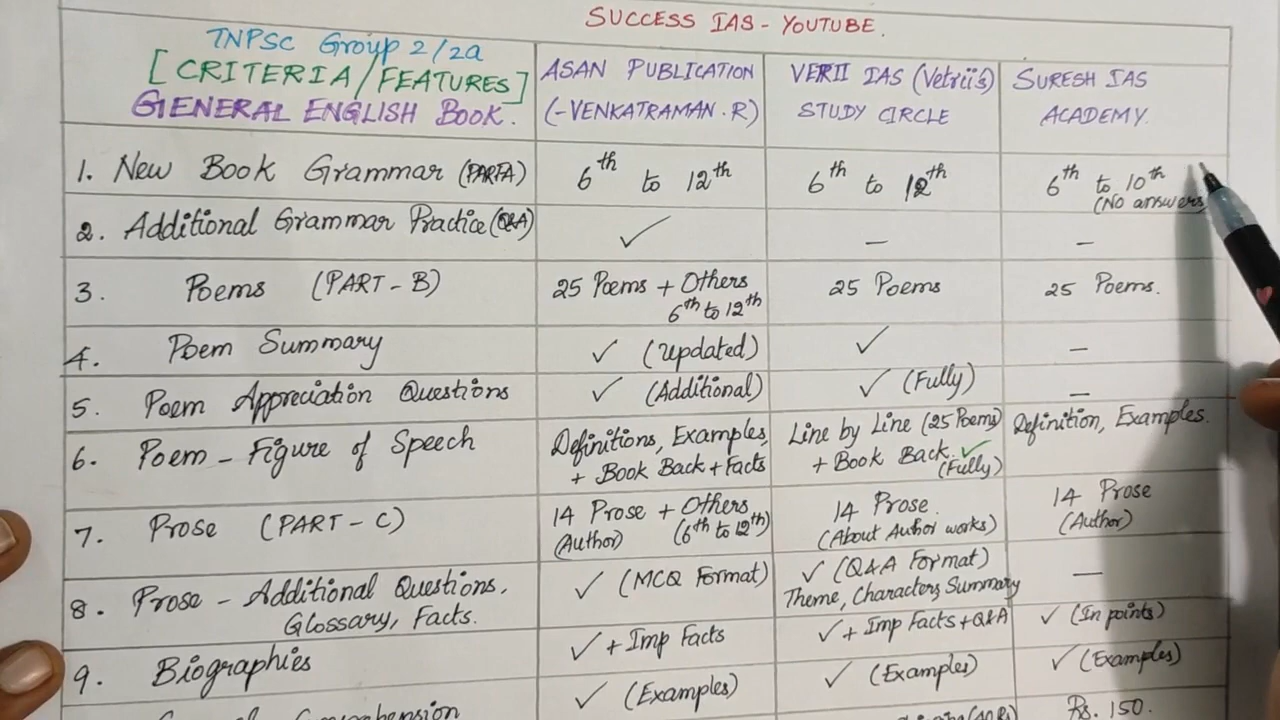 SUCCESS IAS - YOUTUBE.
TNPSC Group 2/2a
[CRITERIA/FEATURES]
GENERAL ENGLISH BOOK.
ASAN PUBLICATION
(-VENKATRAMAN.R)
VERII IAS (Vetrii's)
STUDY CIRCLE
SURESH IAS
ACADEMY.
1. New Book Grammar (PARTA)
6th to 12th
6th to 12th
6th to 10th
(No answers)
2. Additional Grammar Practice (Q&A)
✓
–
–
3. Poems (PART-B)
25 Poems + Others
6th to 12th
25 Poems
25 Poems.
4. Poem Summary
✓ (Updated)
✓
–
5. Poem Appreciation Questions
✓ (Additional)
✓ (Fully)
–
6. Poem - Figure of Speech
Definitions, Examples,
+ Book Back + Facts
Line by Line (25 Poems)
+ Book Back. ✓
(Fully)
Definition, Examples.
7. Prose (PART-C)
14 Prose + Others
(Author) (6th to 12th)
14 Prose.
(About Author works)
14 Prose
(Author)
8. Prose - Additional Questions,
Glossary, Facts.
✓ (MCQ Format)
✓ (Q&A Format)
Theme, Characters, Summary
–
9. Biographies
✓ + Imp Facts
✓ + Imp Facts + Q&A
✓ (In points)
Comprehension
✓ (Examples)
✓ (Examples)
✓ (Examples)
Rs. 150.